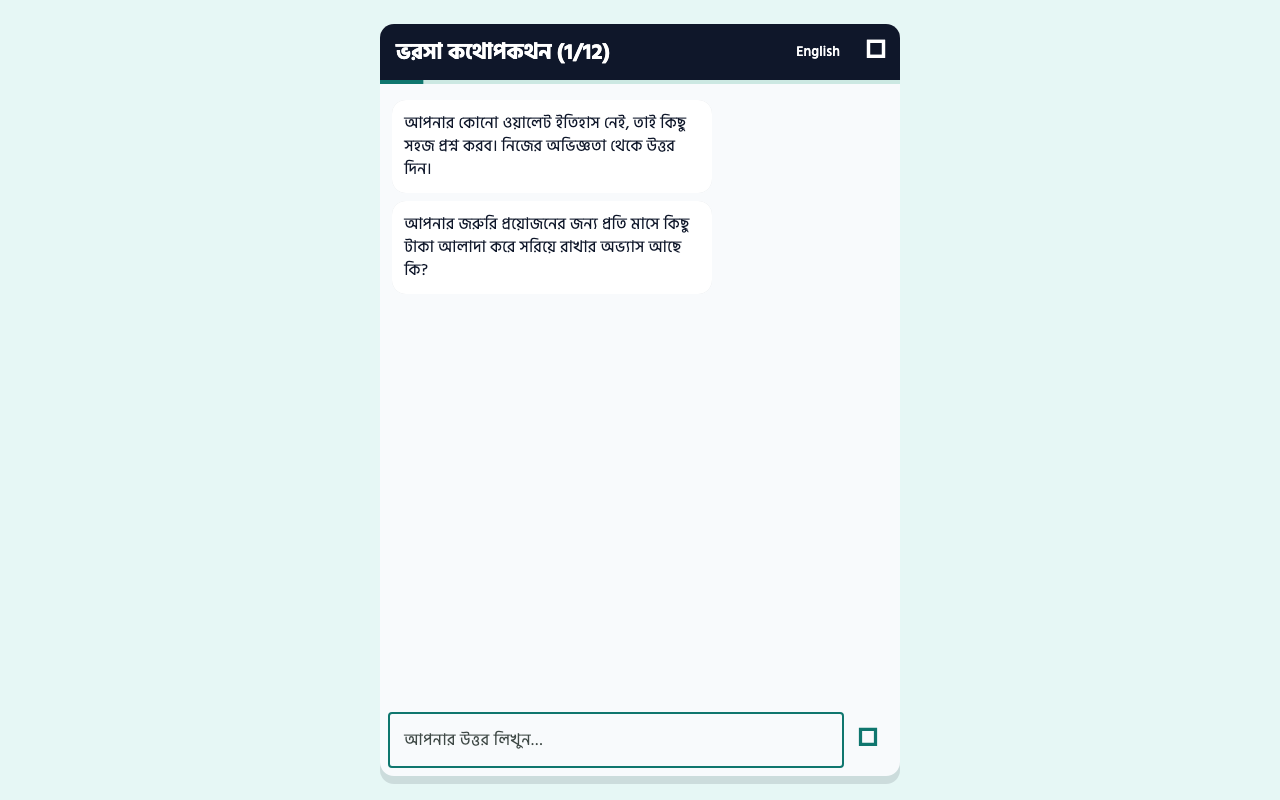 ভরসা কথোপকথন (1/12)
English
আপনার কোনো ওয়ালেট ইতিহাস নেই, তাই কিছু
সহজ প্রশ্ন করব। নিজের অভিজ্ঞতা থেকে উত্তর
দিন।
আপনার জরুরি প্রয়োজনের জন্য প্রতি মাসে কিছু
টাকা আলাদা করে সরিয়ে রাখার অভ্যাস আছে
কি?
আপনার উত্তর লিখুন...